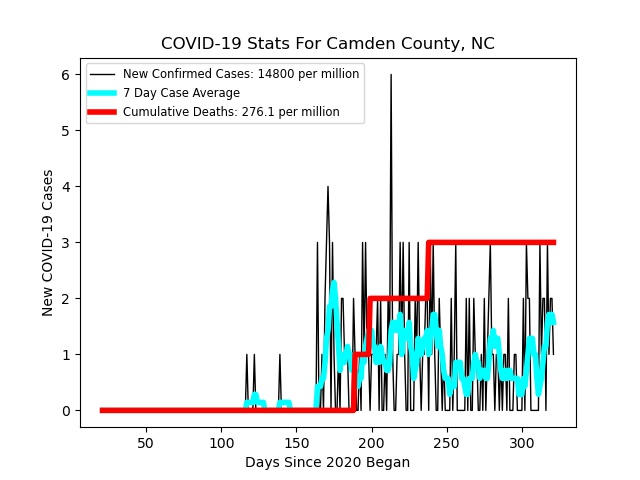 COVID-19 Stats For Camden County, NC
New Confirmed Cases: 14800 per million
7 Day Case Average
Cumulative Deaths: 276.1 per million
New COVID-19 Cases
6
5
4
3
2
1
0
50 100 150 200 250 300
Days Since 2020 Began